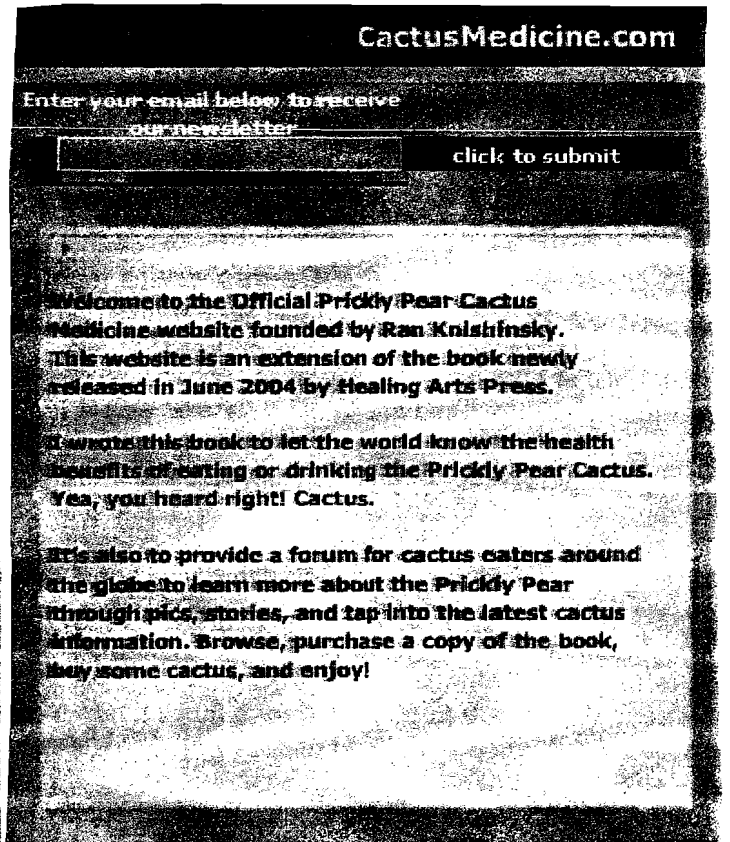 CactusMedicine.com
Enter your email below to receive
our newsletter
click to submit
Welcome to the Official Prickly Pear Cactus
Medicine website founded by Ran Knishinsky.
This website is an extension of the book newly
released in June 2004 by Healing Arts Press.
I wrote this book to let the world know the health
benefits of eating or drinking the Prickly Pear Cactus.
Yea, you heard right! Cactus.
It's also to provide a forum for cactus eaters around
the globe to learn more about the Prickly Pear
through pics, stories, and tap into the latest cactus
information. Browse, purchase a copy of the book,
buy some cactus, and enjoy!